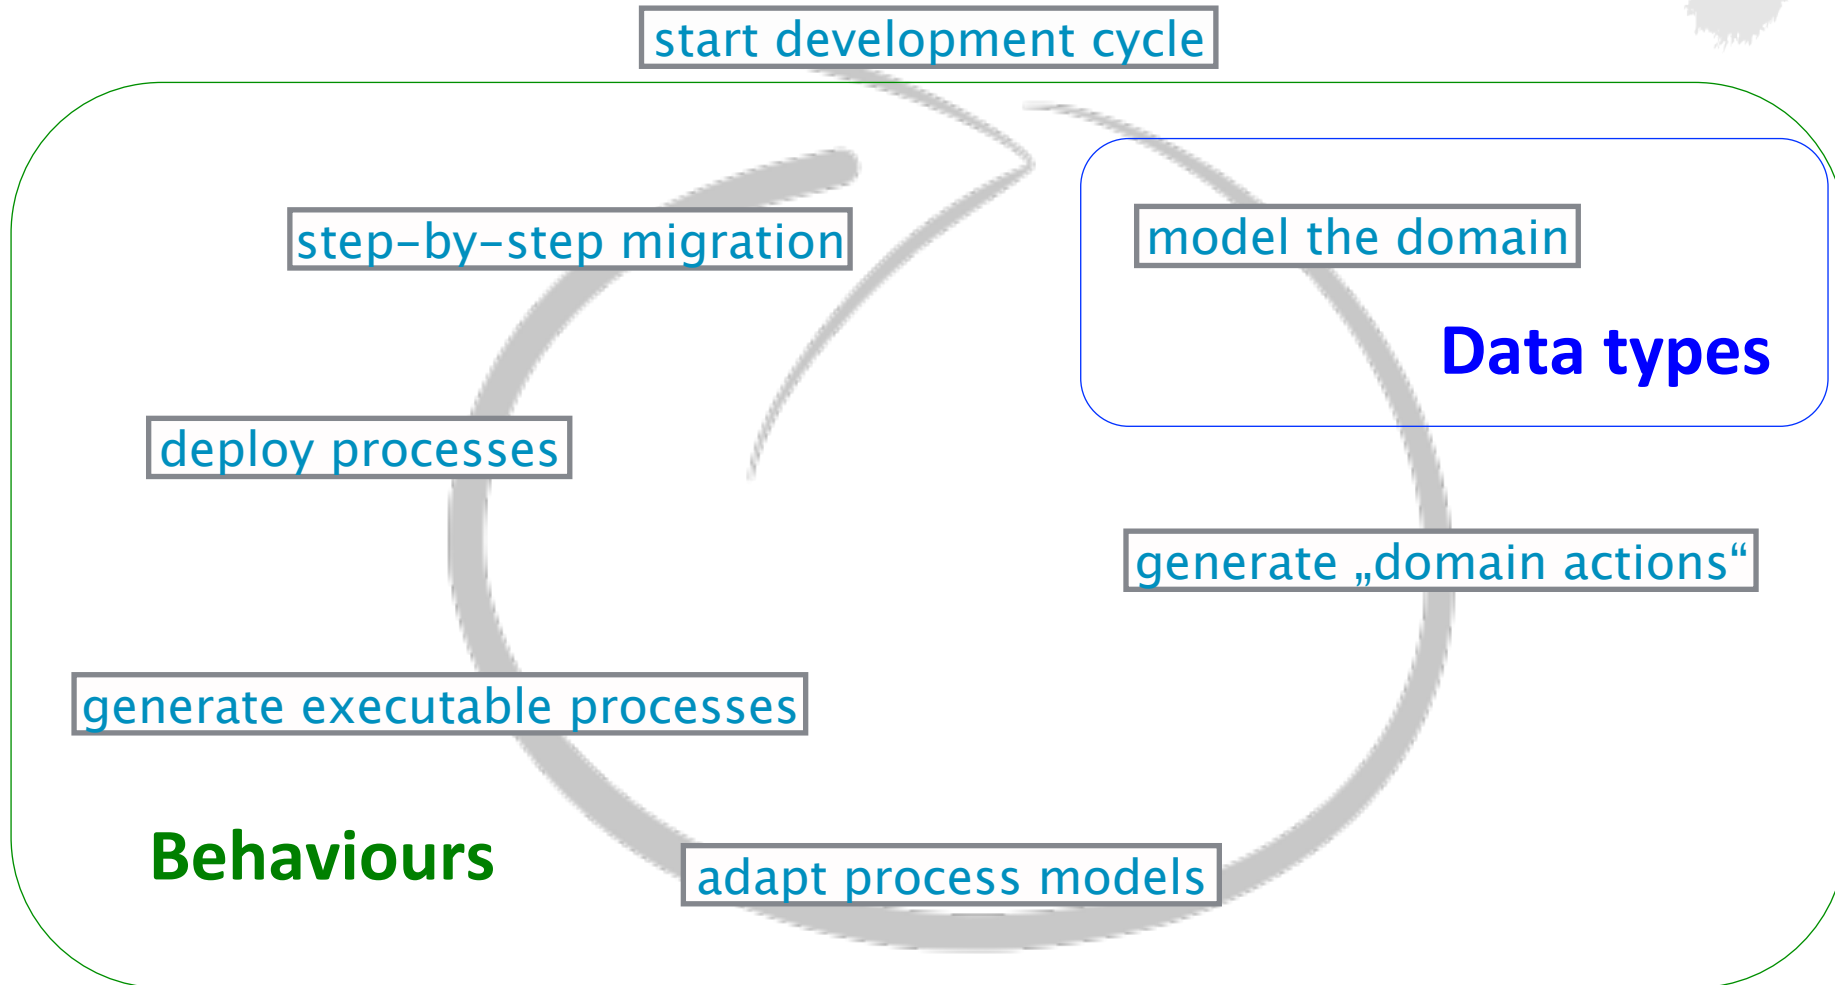 start development cycle
step-by-step migration
model the domain
Data types
deploy processes
generate „domain actions“
generate executable processes
Behaviours
adapt process models